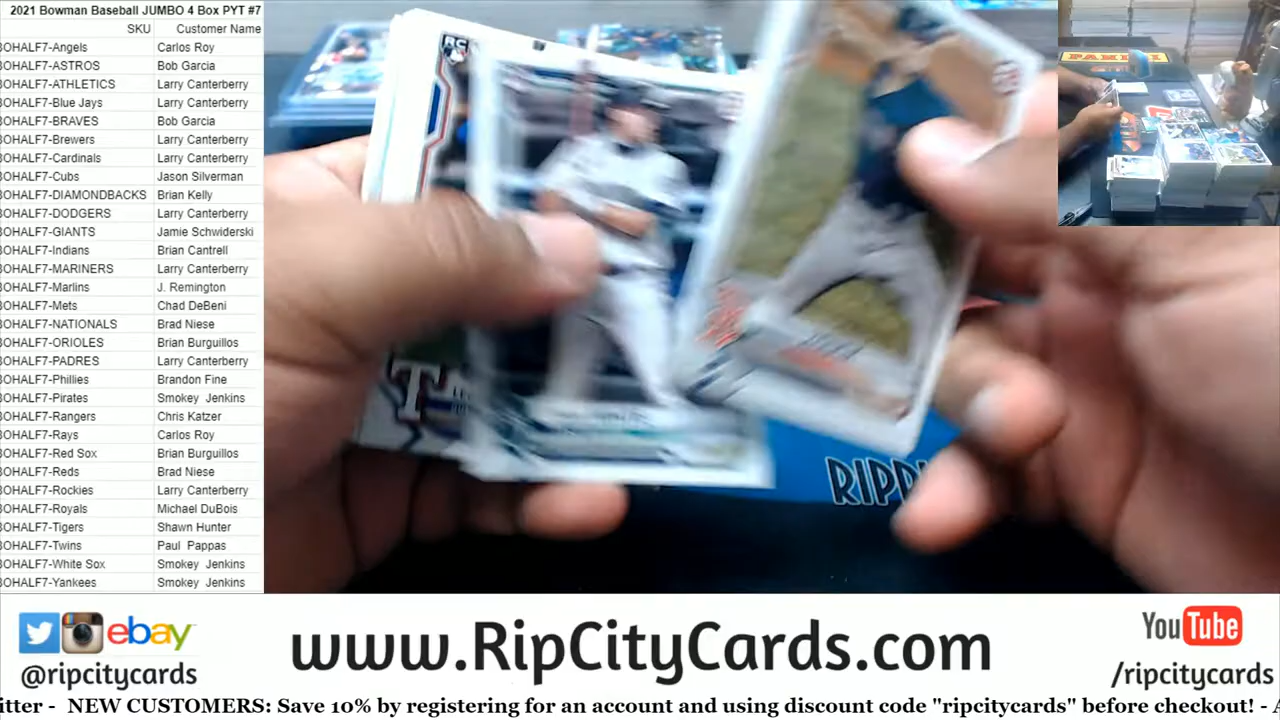 2021 Bowman Baseball JUMBO 4 Box PYT #7
SKU Customer Name
BOHALF7-Angels Carlos Roy
BOHALF7-ASTROS Bob Garcia
BOHALF7-ATHLETICS Larry Canterberry
BOHALF7-Blue Jays Larry Canterberry
BOHALF7-BRAVES Bob Garcia
BOHALF7-Brewers Larry Canterberry
BOHALF7-Cardinals Larry Canterberry
BOHALF7-Cubs Jason Silverman
BOHALF7-DIAMONDBACKS Brian Kelly
BOHALF7-DODGERS Larry Canterberry
BOHALF7-GIANTS Jamie Schwiderski
BOHALF7-Indians Brian Cantrell
BOHALF7-MARINERS Larry Canterberry
BOHALF7-Marlins J. Remington
BOHALF7-Mets Chad DeBeni
BOHALF7-NATIONALS Brad Niese
BOHALF7-ORIOLES Brian Burguillos
BOHALF7-PADRES Larry Canterberry
BOHALF7-Phillies Brandon Fine
BOHALF7-Pirates Smokey Jenkins
BOHALF7-Rangers Chris Katzer
BOHALF7-Rays Carlos Roy
BOHALF7-Red Sox Brian Burguillos
BOHALF7-Reds Brad Niese
BOHALF7-Rockies Larry Canterberry
BOHALF7-Royals Michael DuBois
BOHALF7-Tigers Shawn Hunter
BOHALF7-Twins Paul Pappas
BOHALF7-White Sox Smokey Jenkins
BOHALF7-Yankees Smokey Jenkins
RC
PANINI
T
RIPP
ebay
@ripcitycards
www.RipCityCards.com
YouTube
/ripcitycards
itter - NEW CUSTOMERS: Save 10% by registering for an account and using discount code "ripcitycards" before checkout! - A